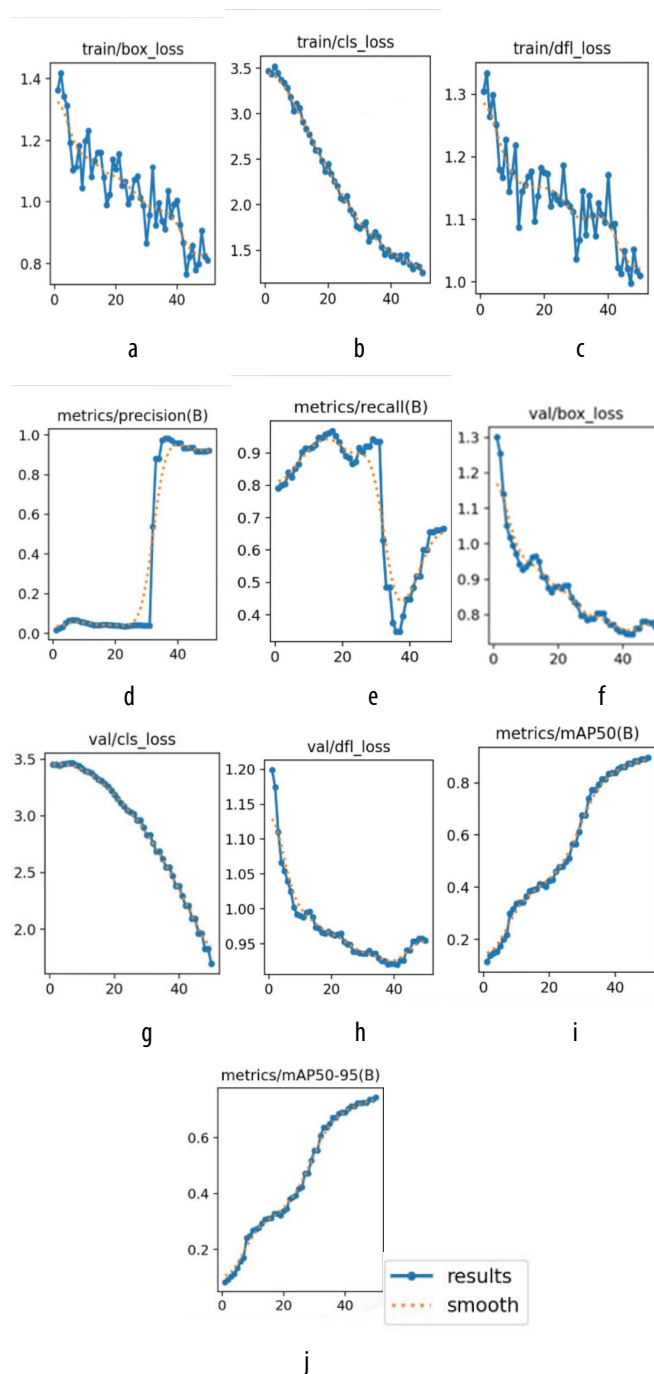 train/box_loss
1.4
1.2
1.0
0.8
0 20 40
a
train/cls_loss
3.5
3.0
2.5
2.0
1.5
0 20 40
b
train/dfl_loss
1.3
1.2
1.1
1.0
0 20 40
c
metrics/precision(B)
1.0
0.8
0.6
0.4
0.2
0.0
0 20 40
d
metrics/recall(B)
0.9
0.8
0.7
0.6
0.5
0.4
0 20 40
e
val/box_loss
1.3
1.2
1.1
1.0
0.9
0.8
0 20 40
f
val/cls_loss
3.5
3.0
2.5
2.0
0 20 40
g
val/dfl_loss
1.20
1.15
1.10
1.05
1.00
0.95
0 20 40
h
metrics/mAP50(B)
0.8
0.6
0.4
0.2
0 20 40
i
metrics/mAP50-95(B)
0.6
0.4
0.2
0 20 40
results
smooth
j